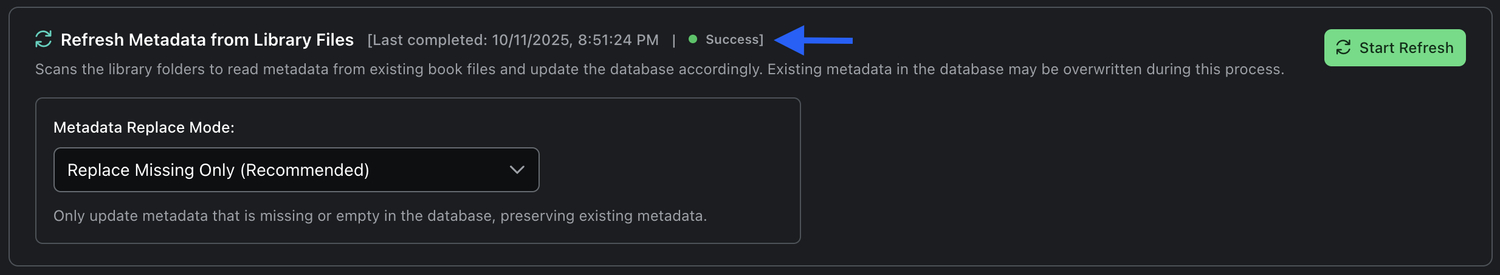 Refresh Metadata from Library Files [Last completed: 10/11/2025, 8:51:24 PM | Success]
Start Refresh
Scans the library folders to read metadata from existing book files and update the database accordingly. Existing metadata in the database may be overwritten during this process.
Metadata Replace Mode:
Replace Missing Only (Recommended)
Only update metadata that is missing or empty in the database, preserving existing metadata.